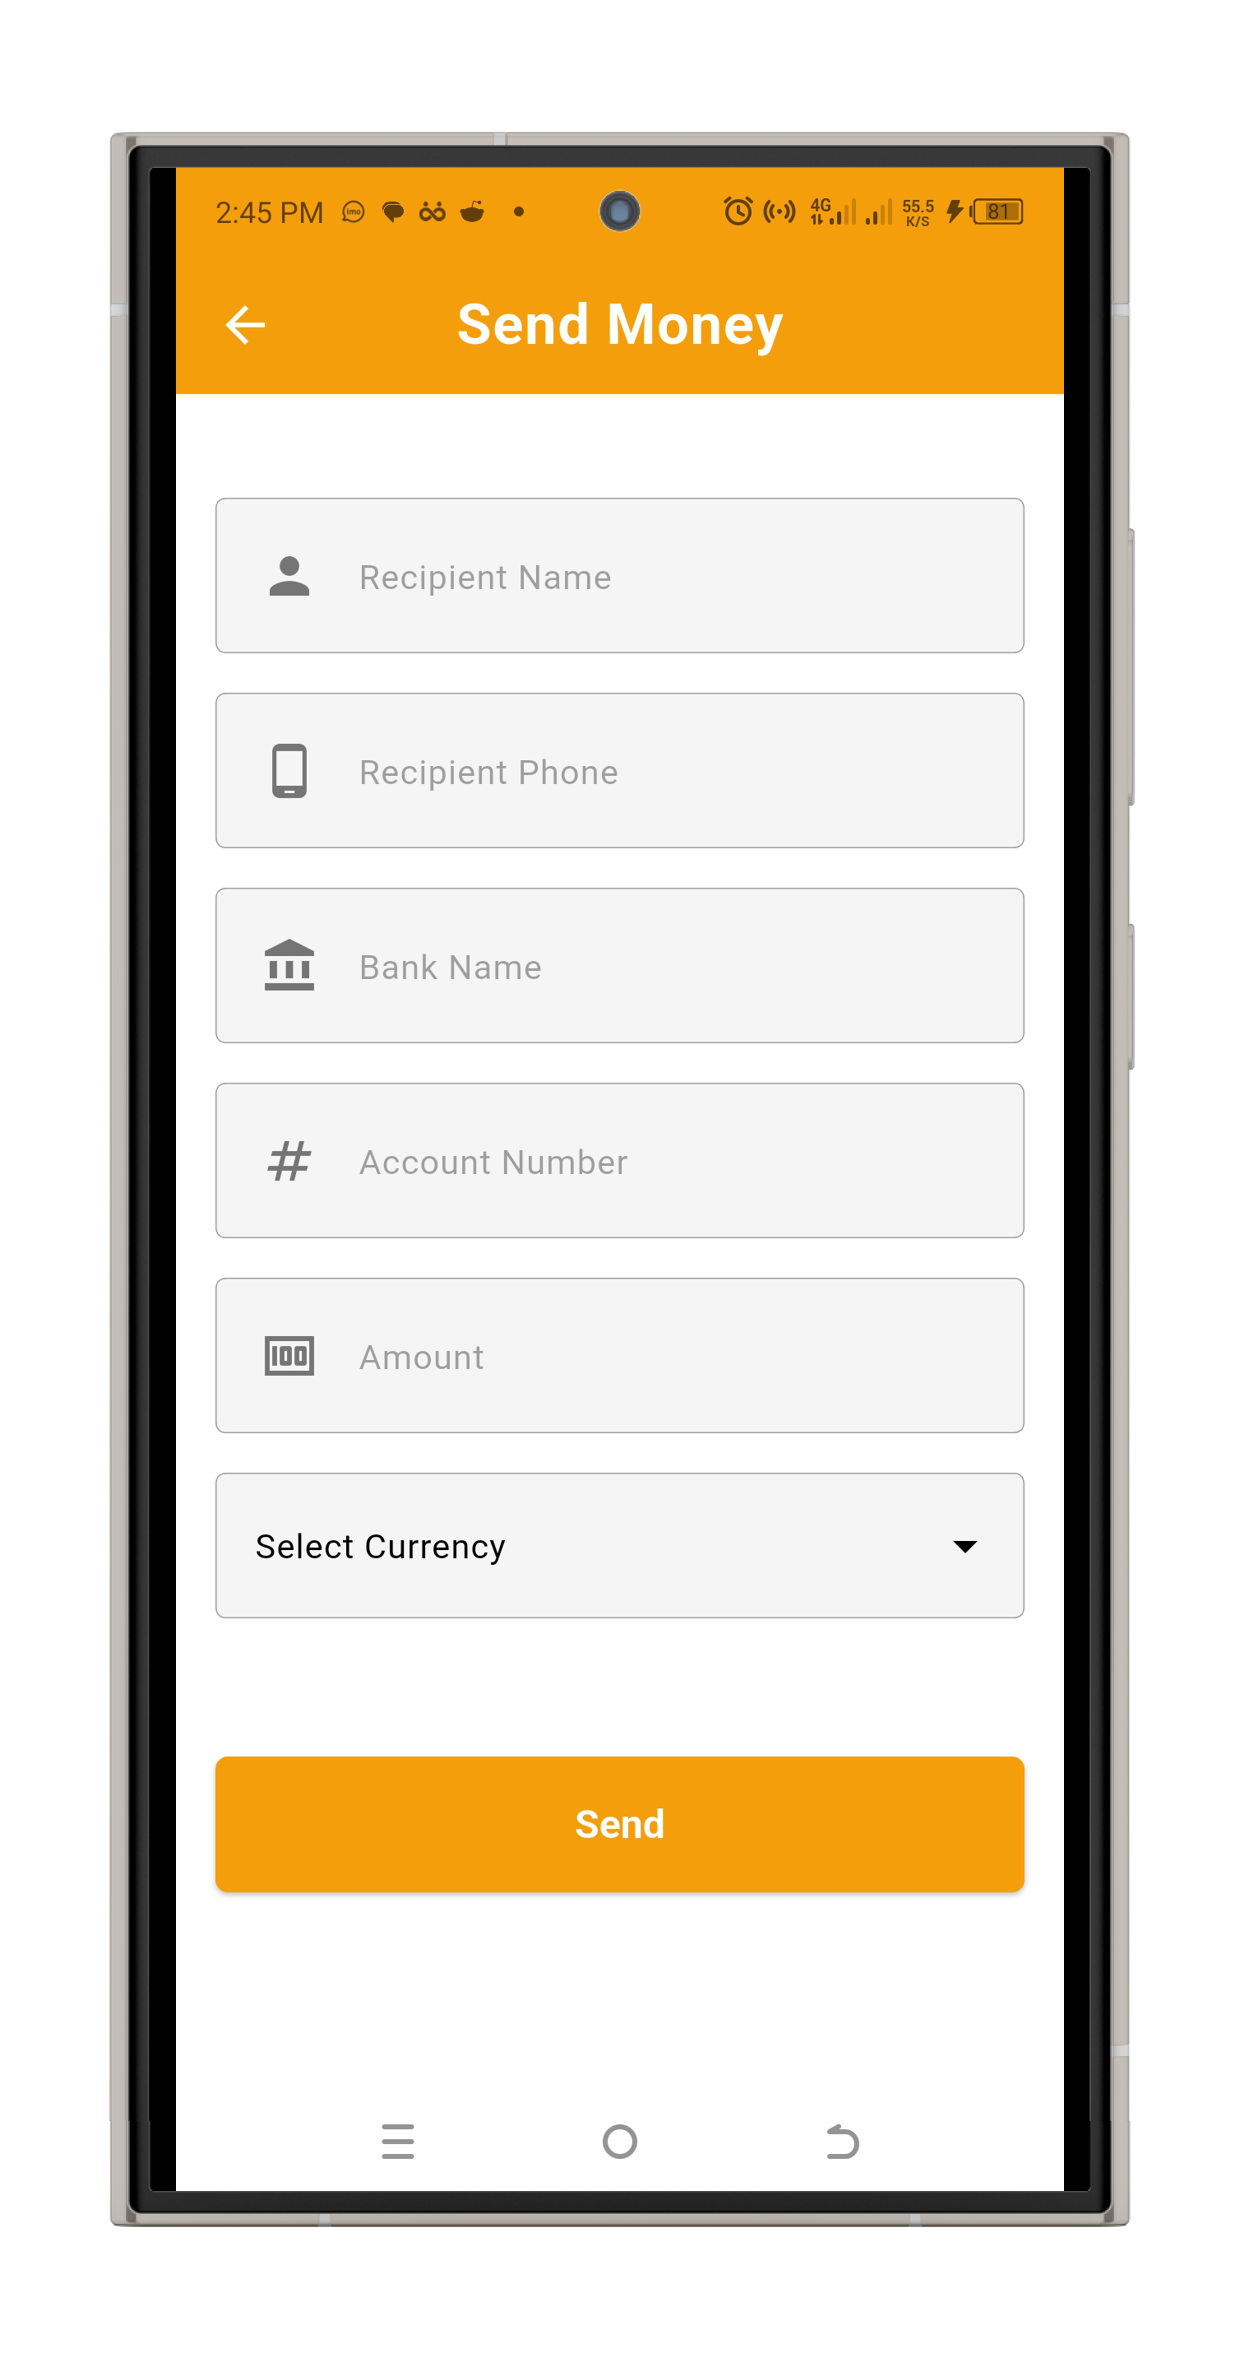 2:45 PM imo 4G 55.5 K/S 81
Send Money
Recipient Name
Recipient Phone
Bank Name
# Account Number
100 Amount
Select Currency
Send